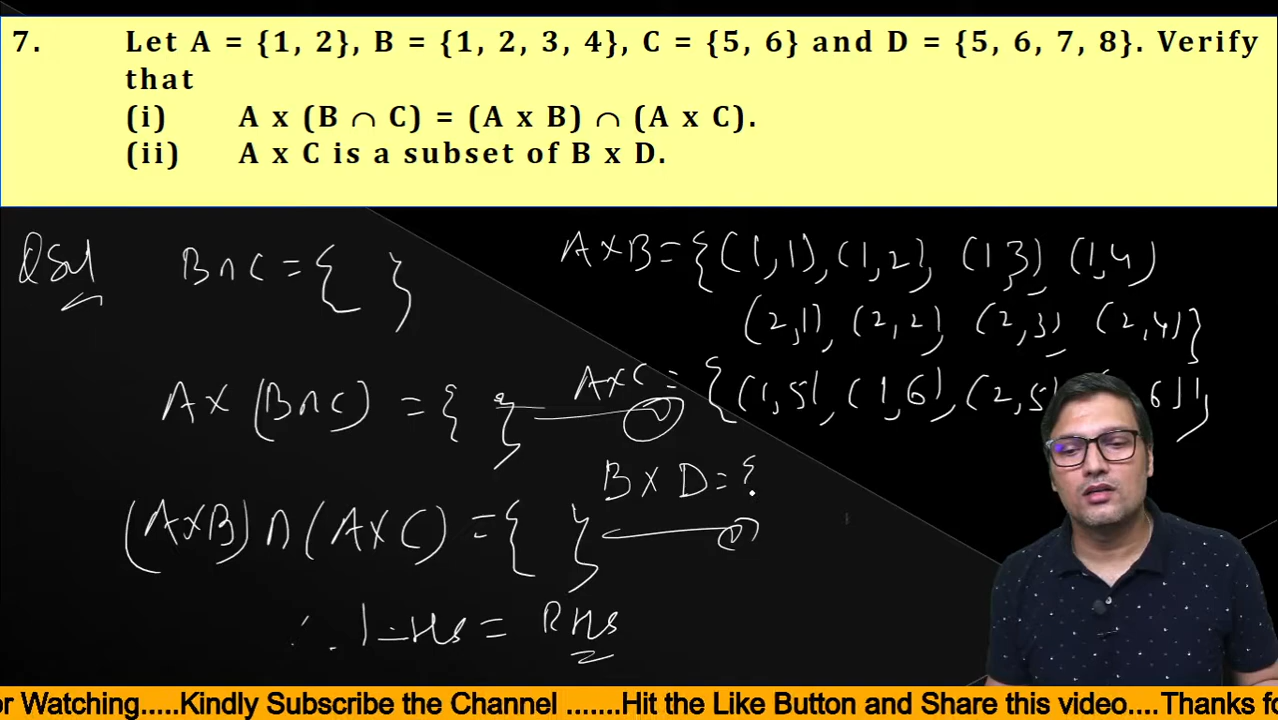 7. Let A = {1, 2}, B = {1, 2, 3, 4}, C = {5, 6} and D = {5, 6, 7, 8}. Verify
that
(i) A x (B ∩ C) = (A x B) ∩ (A x C).
(ii) A x C is a subset of B x D.
Sol B∩C = { }
A×(B∩C) = { }
(A×B)∩(A×C) = { }
∴ LHS = RHS
A×B = {(1,1), (1,2), (1 3), (1,4)
(2,1), (2,2), (2,3), (2,4)}
A×C = {(1,5), (1,6), (2,5) 6)},
B×D = {
or Watching.....Kindly Subscribe the Channel .......Hit the Like Button and Share this video....Thanks fo